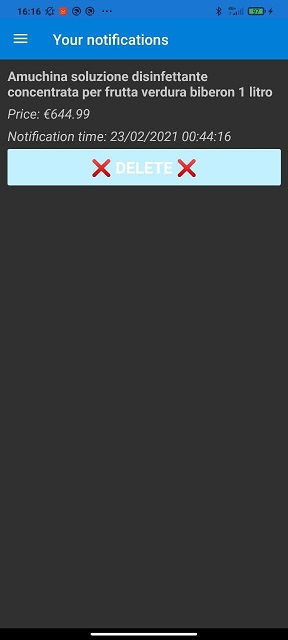 16:16
97
Your notifications
Amuchina soluzione disinfettante
concentrata per frutta verdura biberon 1 litro
Price: €644.99
Notification time: 23/02/2021 00:44:16
❌ DELETE ❌